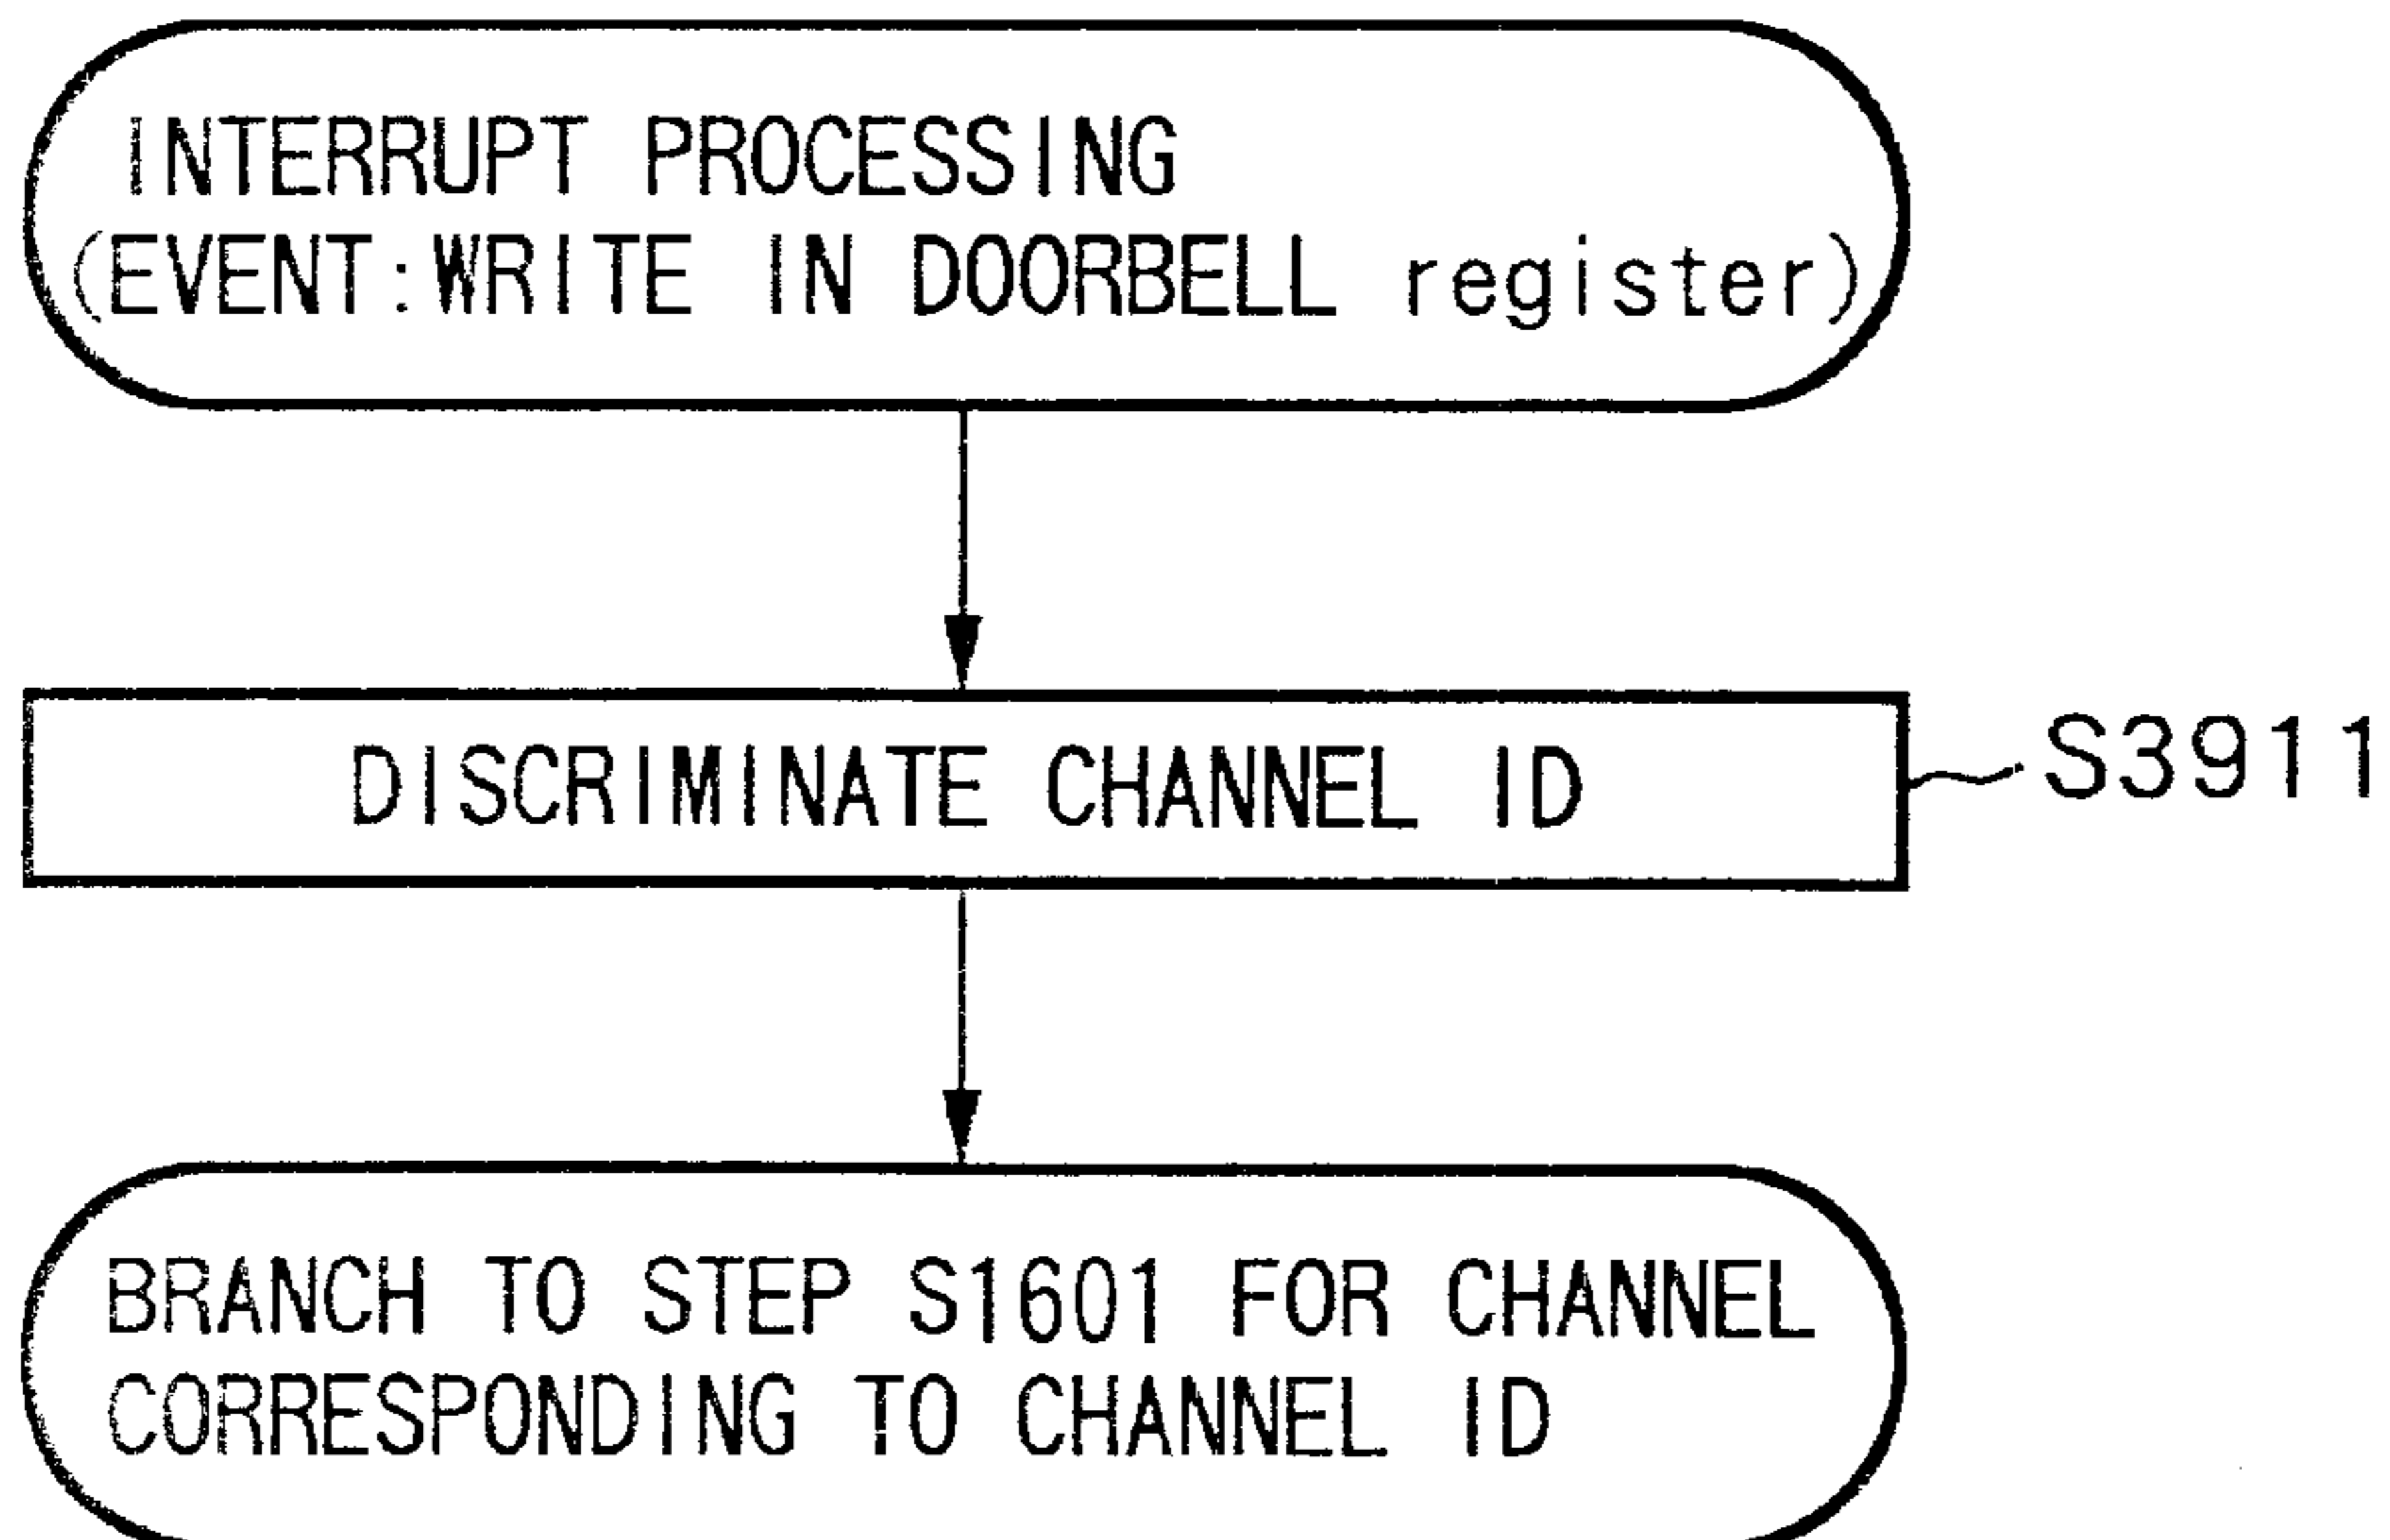 INTERRUPT PROCESSING
(EVENT:WRITE IN DOORBELL register)
DISCRIMINATE CHANNEL ID
S3911
BRANCH TO STEP S1601 FOR CHANNEL
CORRESPONDING TO CHANNEL ID